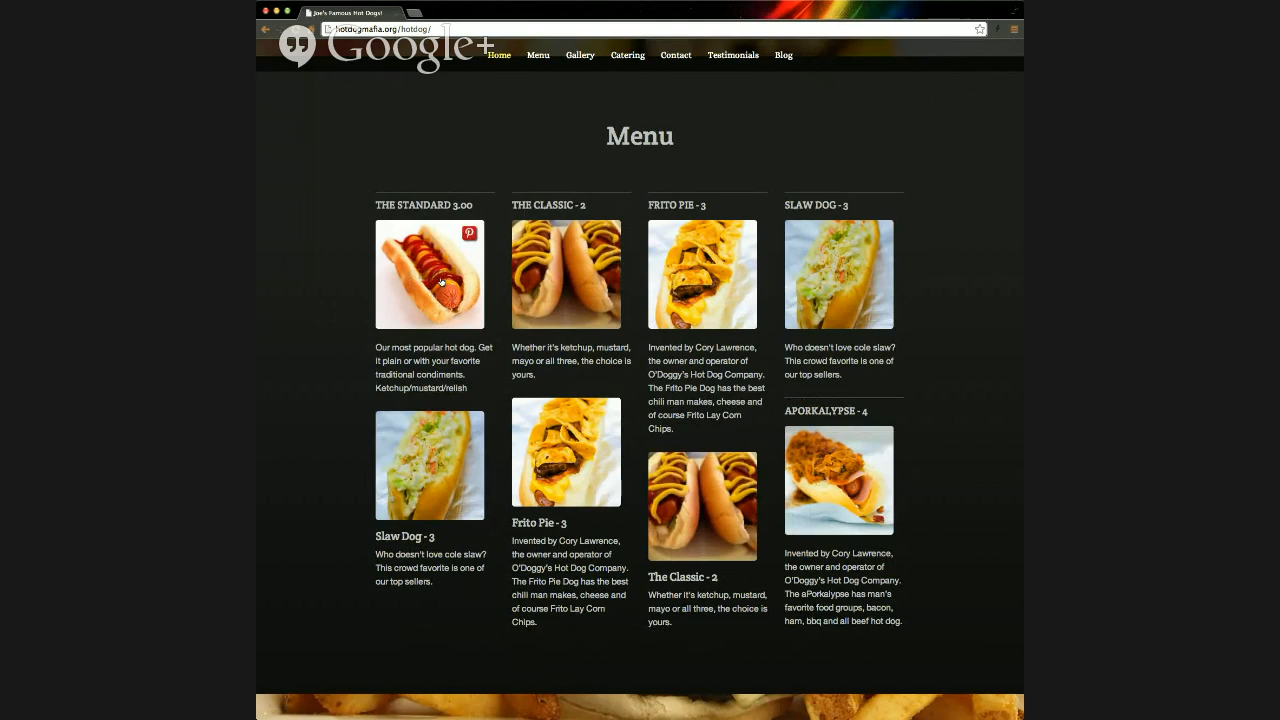 Joe's Famous Hot Dogs!
hotdogmafia.org/hotdog/
Google+
Home Menu Gallery Catering Contact Testimonials Blog
Menu
THE STANDARD 3.00
Our most popular hot dog. Get
it plain or with your favorite
traditional condiments.
Ketchup/mustard/relish
Slaw Dog - 3
Who doesn't love cole slaw?
This crowd favorite is one of
our top sellers.
THE CLASSIC - 2
Whether it's ketchup, mustard,
mayo or all three, the choice is
yours.
Frito Pie - 3
Invented by Cory Lawrence,
the owner and operator of
O'Doggy's Hot Dog Company.
The Frito Pie Dog has the best
chili man makes, cheese and
of course Frito Lay Corn
Chips.
FRITO PIE - 3
Invented by Cory Lawrence,
the owner and operator of
O'Doggy's Hot Dog Company.
The Frito Pie Dog has the best
chili man makes, cheese and
of course Frito Lay Corn
Chips.
The Classic - 2
Whether it's ketchup, mustard,
mayo or all three, the choice is
yours.
SLAW DOG - 3
Who doesn't love cole slaw?
This crowd favorite is one of
our top sellers.
APORKALYPSE - 4
Invented by Cory Lawrence,
the owner and operator of
O'Doggy's Hot Dog Company.
The aPorkalypse has man's
favorite food groups, bacon,
ham, bbq and all beef hot dog.